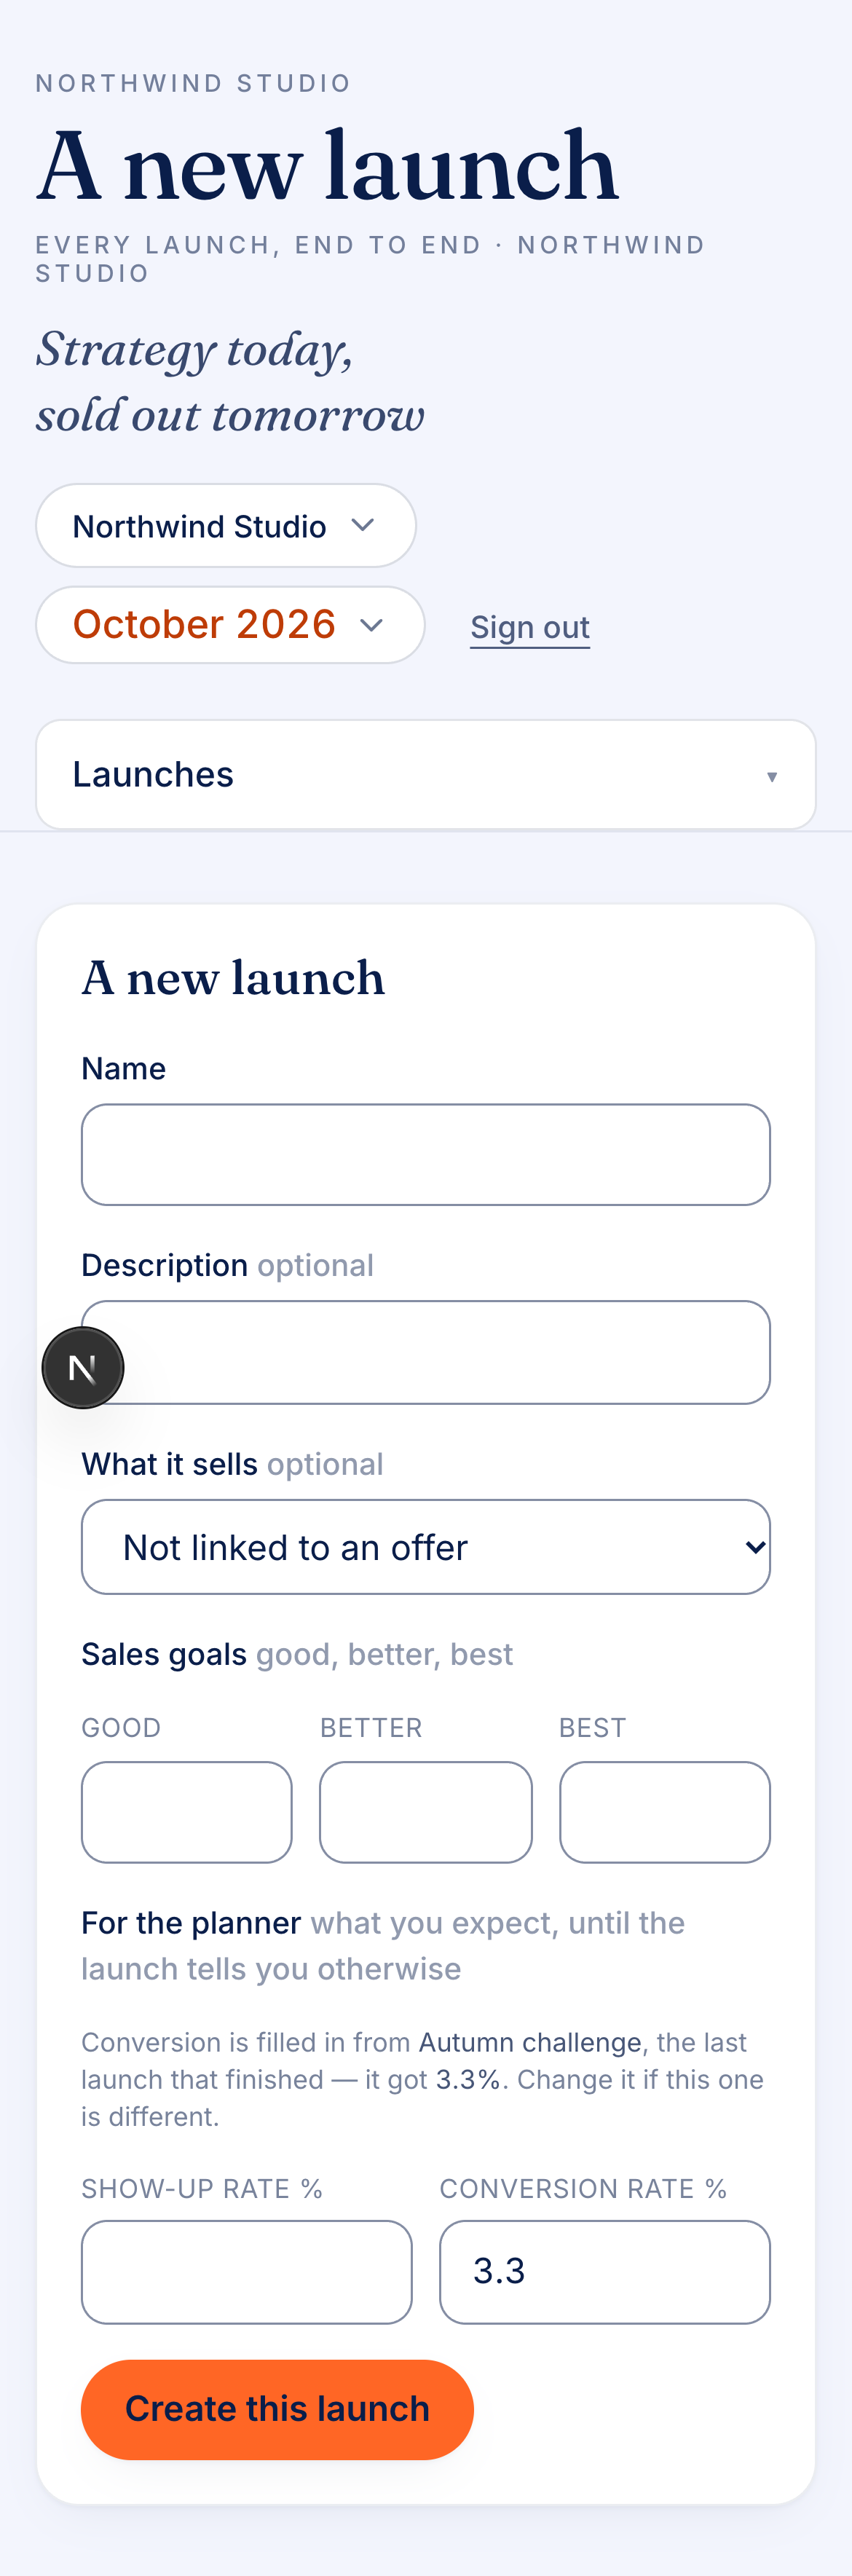 NORTHWIND STUDIO
A new launch
EVERY LAUNCH, END TO END · NORTHWIND
STUDIO
Strategy today,
sold out tomorrow
Northwind Studio
October 2026
Sign out
Launches
A new launch
Name
Description optional
N
What it sells optional
Not linked to an offer
Sales goals good, better, best
GOOD BETTER BEST
For the planner what you expect, until the
launch tells you otherwise
Conversion is filled in from Autumn challenge, the last
launch that finished — it got 3.3%. Change it if this one
is different.
SHOW-UP RATE % CONVERSION RATE %
3.3
Create this launch